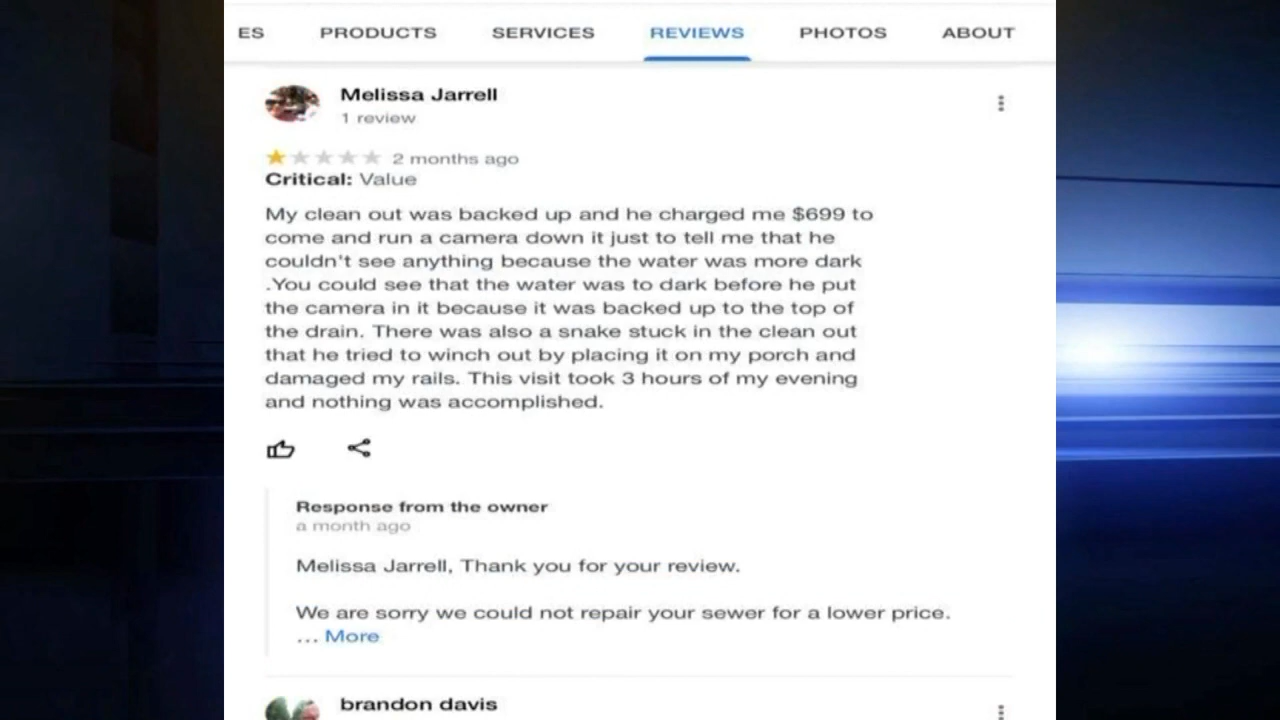 ES PRODUCTS SERVICES REVIEWS PHOTOS ABOUT
Melissa Jarrell
1 review
2 months ago
Critical: Value
My clean out was backed up and he charged me $699 to
come and run a camera down it just to tell me that he
couldn't see anything because the water was more dark
.You could see that the water was to dark before he put
the camera in it because it was backed up to the top of
the drain. There was also a snake stuck in the clean out
that he tried to winch out by placing it on my porch and
damaged my rails. This visit took 3 hours of my evening
and nothing was accomplished.
Response from the owner
a month ago
Melissa Jarrell, Thank you for your review.
We are sorry we could not repair your sewer for a lower price.
... More
brandon davis